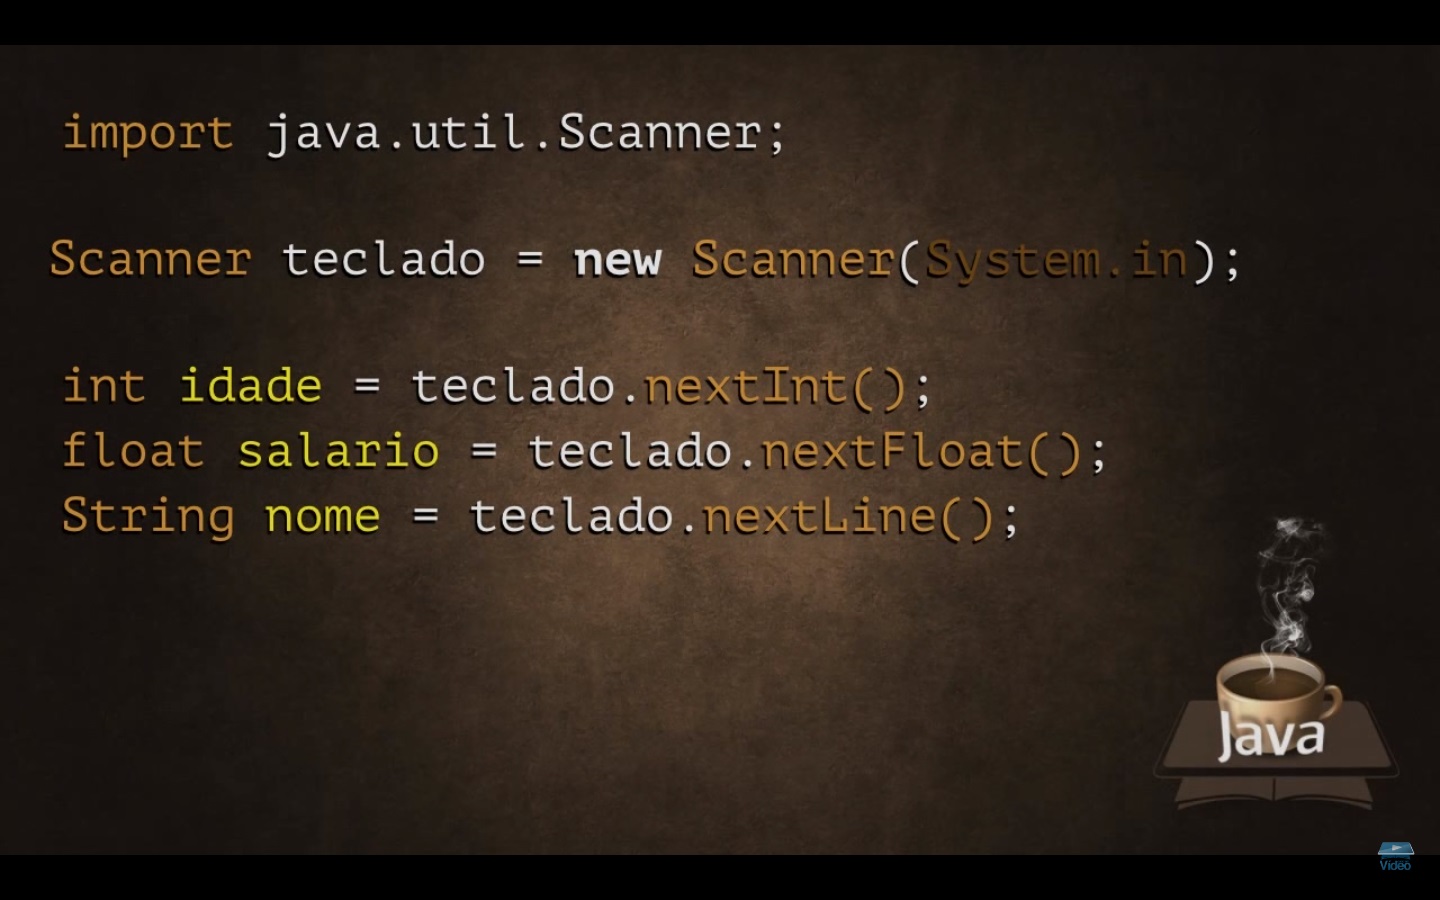 import java.util.Scanner;
Scanner teclado = new Scanner(System.in);
int idade = teclado.nextInt();
float salario = teclado.nextFloat();
String nome = teclado.nextLine();
Java
Vídeo